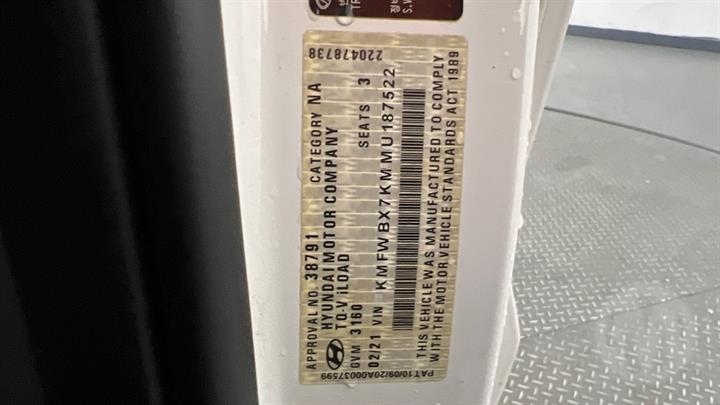 APPROVAL NO. 38791 CATEGORY NA 220478738
HYUNDAI MOTOR COMPANY
TQ-V iLOAD
GVM 3160 SEATS 3
02/21 VIN KMFWBX7KMMU187522
THIS VEHICLE WAS MANUFACTURED TO COMPLY
WITH THE MOTOR VEHICLE STANDARDS ACT 1989
PAT10/09/20A00037599